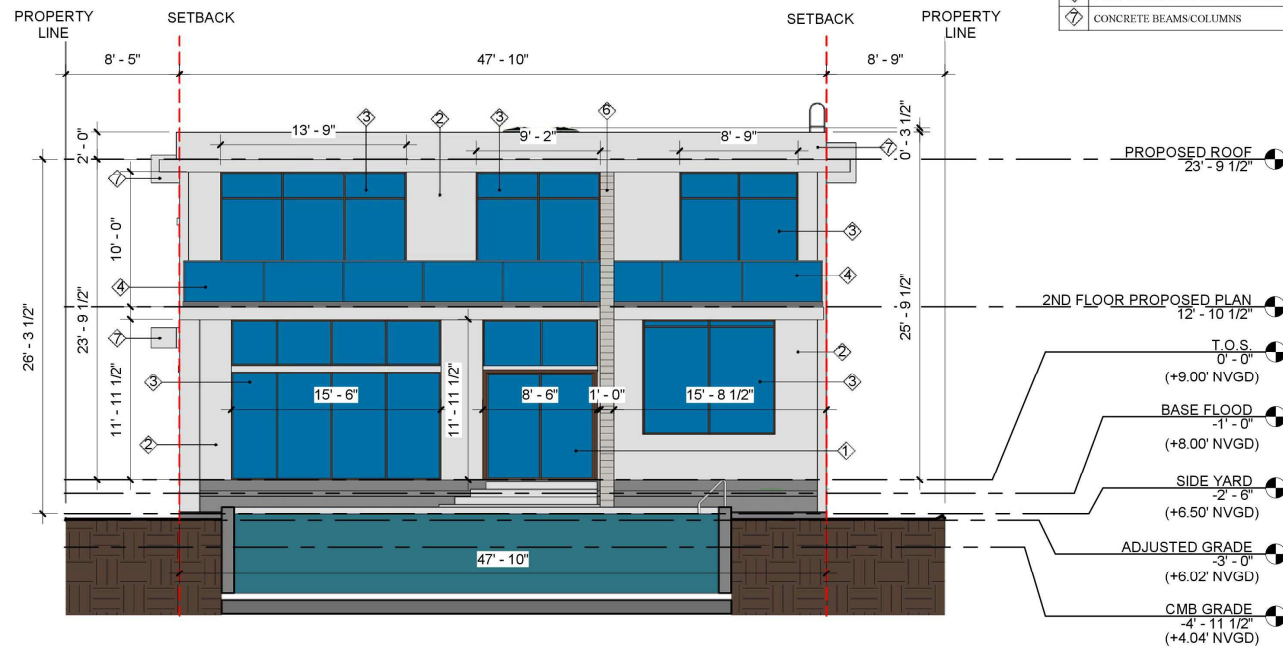 PROPERTY
LINE
SETBACK
SETBACK
PROPERTY
LINE
7 CONCRETE BEAMS/COLUMNS
8' - 5"
47' - 10"
8' - 9"
3
2
3
6
13' - 9"
9' - 2"
8' - 9"
2' - 0"
0' - 3 1/2"
7
7
PROPOSED ROOF
23' - 9 1/2"
10' - 0"
3
4
4
26' - 3 1/2"
23' - 9 1/2"
25' - 9 1/2"
2ND FLOOR PROPOSED PLAN
12' - 10 1/2"
7
2
T.O.S.
0' - 0"
(+9.00' NVGD)
3
3
11' - 11 1/2"
15' - 6"
11' - 11 1/2"
8' - 6"
1' - 0"
15' - 8 1/2"
BASE FLOOD
-1' - 0"
(+8.00' NVGD)
2
1
SIDE YARD
-2' - 6"
(+6.50' NVGD)
ADJUSTED GRADE
-3' - 0"
(+6.02' NVGD)
47' - 10"
CMB GRADE
-4' - 11 1/2"
(+4.04' NVGD)